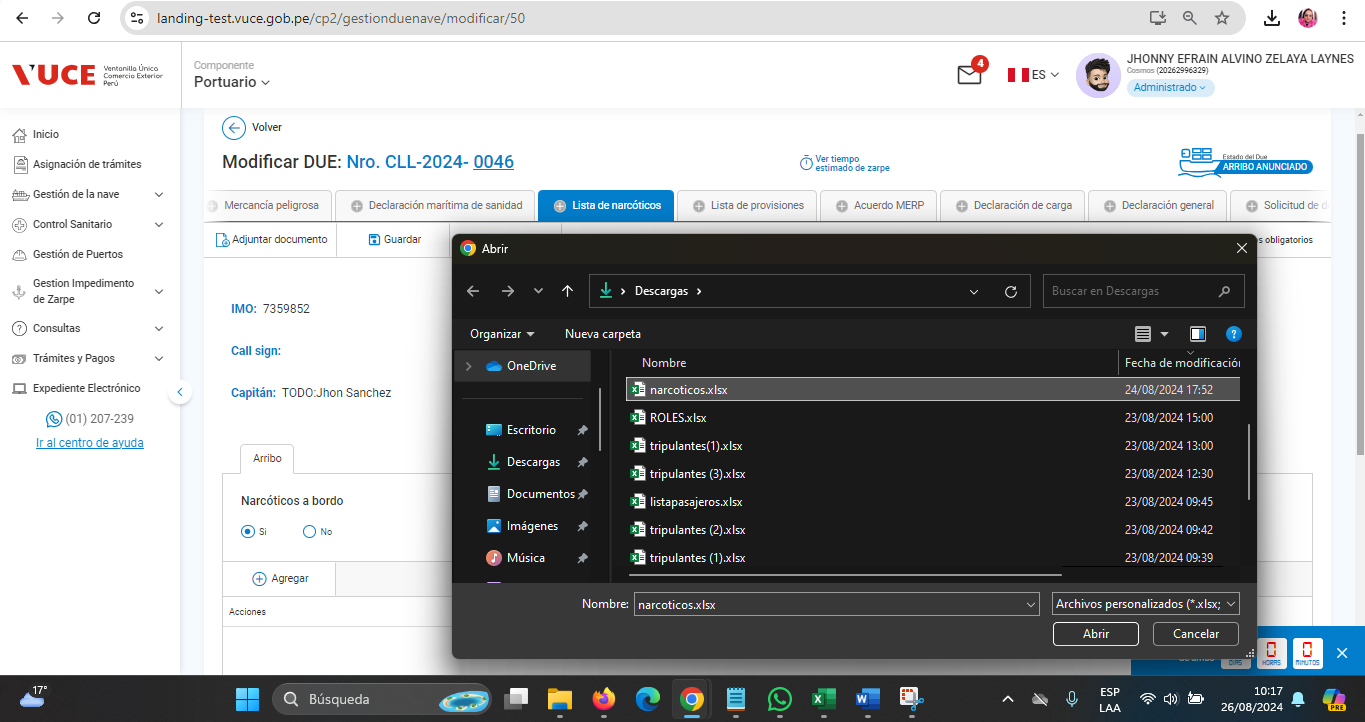 landing-test.vuce.gob.pe/cp2/gestionduenave/modificar/50
VUCE
Ventanilla Única
Comercio Exterior
Perú
Componente
Portuario
4
ES
JHONNY EFRAIN ALVINO ZELAYA LAYNES
Cosmos (20262996329)
Administrado
Inicio
Asignación de trámites
Gestión de la nave
Control Sanitario
Gestión de Puertos
Gestion Impedimento
de Zarpe
Consultas
Trámites y Pagos
Expediente Electrónico
(01) 207-239
Ir al centro de ayuda
Volver
Modificar DUE: Nro. CLL-2024- 0046
Ver tiempo
estimado de zarpe
Estado del Due
ARRIBO ANUNCIADO
Mercancía peligrosa
Declaración marítima de sanidad
Lista de narcóticos
Lista de provisiones
Acuerdo MERP
Declaración de carga
Declaración general
Solicitud de d
Adjuntar documento
Guardar
s obligatorios
IMO: 7359852
Call sign:
Capitán: TODO:Jhon Sanchez
Arribo
Narcóticos a bordo
Si
No
Agregar
Acciones
Abrir
Descargas
Buscar en Descargas
Organizar
Nueva carpeta
OneDrive
Escritorio
Descargas
Documentos
Imágenes
Música
Nombre
Fecha de modificación
narcoticos.xlsx 24/08/2024 17:52
ROLES.xlsx 23/08/2024 15:00
tripulantes(1).xlsx 23/08/2024 13:00
tripulantes (3).xlsx 23/08/2024 12:30
listapasajeros.xlsx 23/08/2024 09:45
tripulantes (2).xlsx 23/08/2024 09:42
tripulantes (1).xlsx 23/08/2024 09:39
Nombre: narcoticos.xlsx
Archivos personalizados (*.xlsx;
Abrir
Cancelar
de arribo
DIAS
0
HORAS
0
MINUTOS
17°
Búsqueda
ESP
LAA
10:17
26/08/2024
PRE